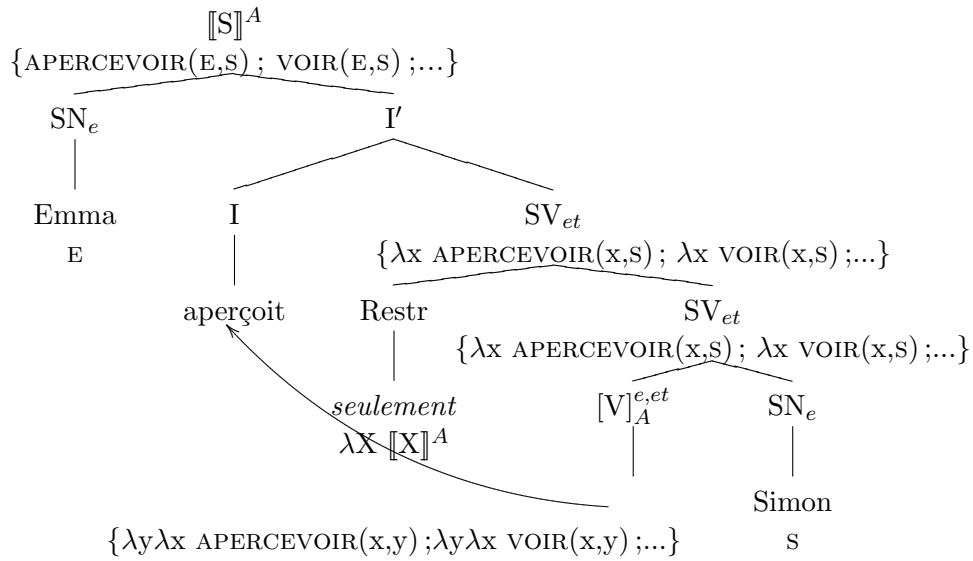 ⟦S⟧^A
{APERCEVOIR(E,S) ; VOIR(E,S) ;...}
SN_e I′
Emma I SV_et
E {λx APERCEVOIR(x,S) ; λx VOIR(x,S) ;...}
aperçoit Restr SV_et
{λx APERCEVOIR(x,S) ; λx VOIR(x,S) ;...}
seulement [V]_A^{e,et} SN_e
λX ⟦X⟧^A
Simon
{λyλx APERCEVOIR(x,y) ;λyλx VOIR(x,y) ;...} S